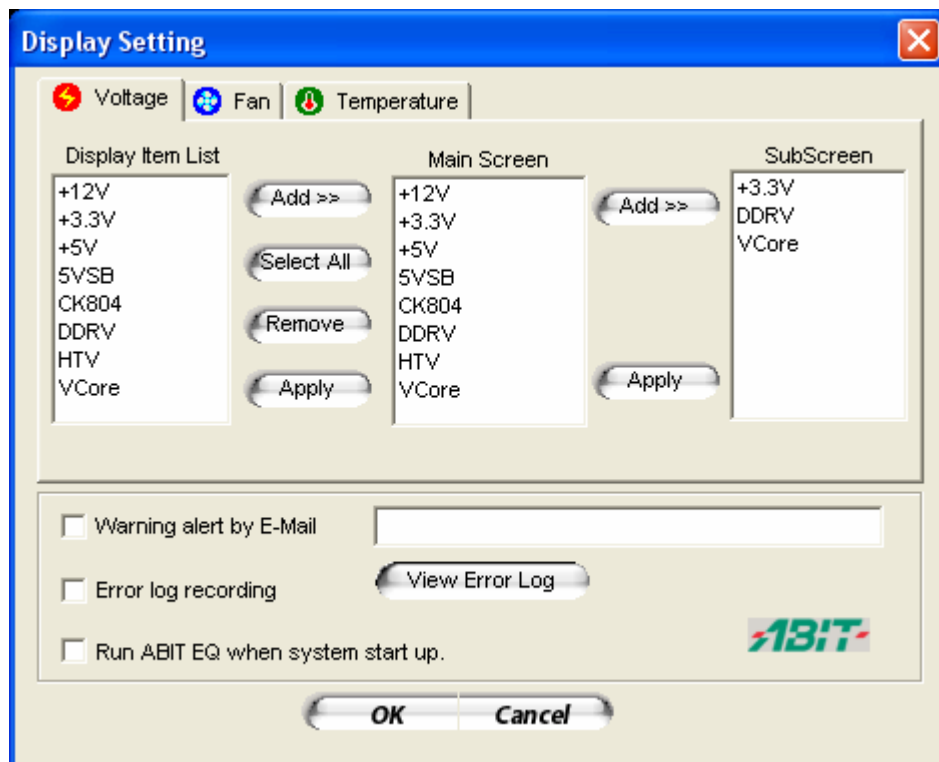 Display Setting
Voltage
Fan
Temperature
Display Item List
+12V
+3.3V
+5V
5VSB
CK804
DDRV
HTV
VCore
Add >>
Select All
Remove
Apply
Main Screen
+12V
+3.3V
+5V
5VSB
CK804
DDRV
HTV
VCore
Add >>
Apply
SubScreen
+3.3V
DDRV
VCore
Warning alert by E-Mail
Error log recording
View Error Log
Run ABIT EQ when system start up.
ABIT
OK
Cancel